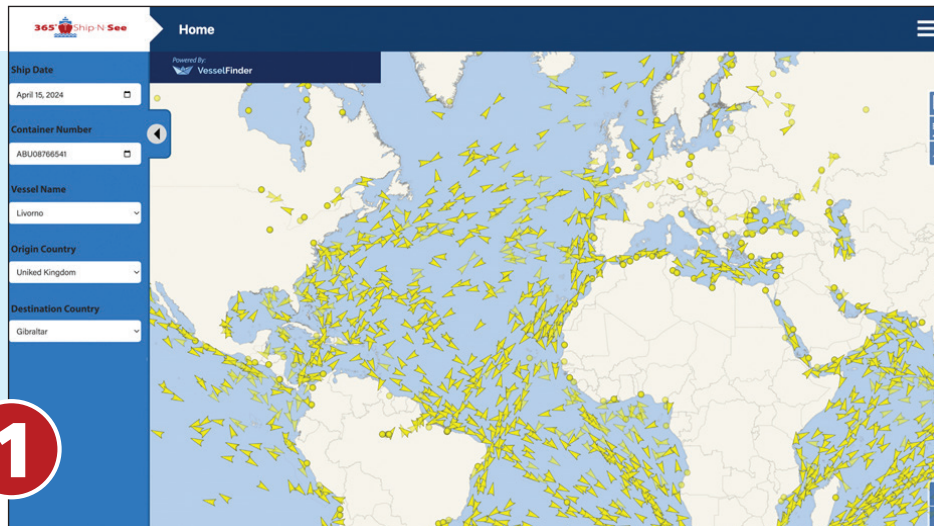 365° Ship-N-See
Home
Powered By:
VesselFinder
Ship Date
April 15, 2024
Container Number
ABU08766541
Vessel Name
Livorno
Origin Country
Uniked Kingdom
Destination Country
Gibraltar
1